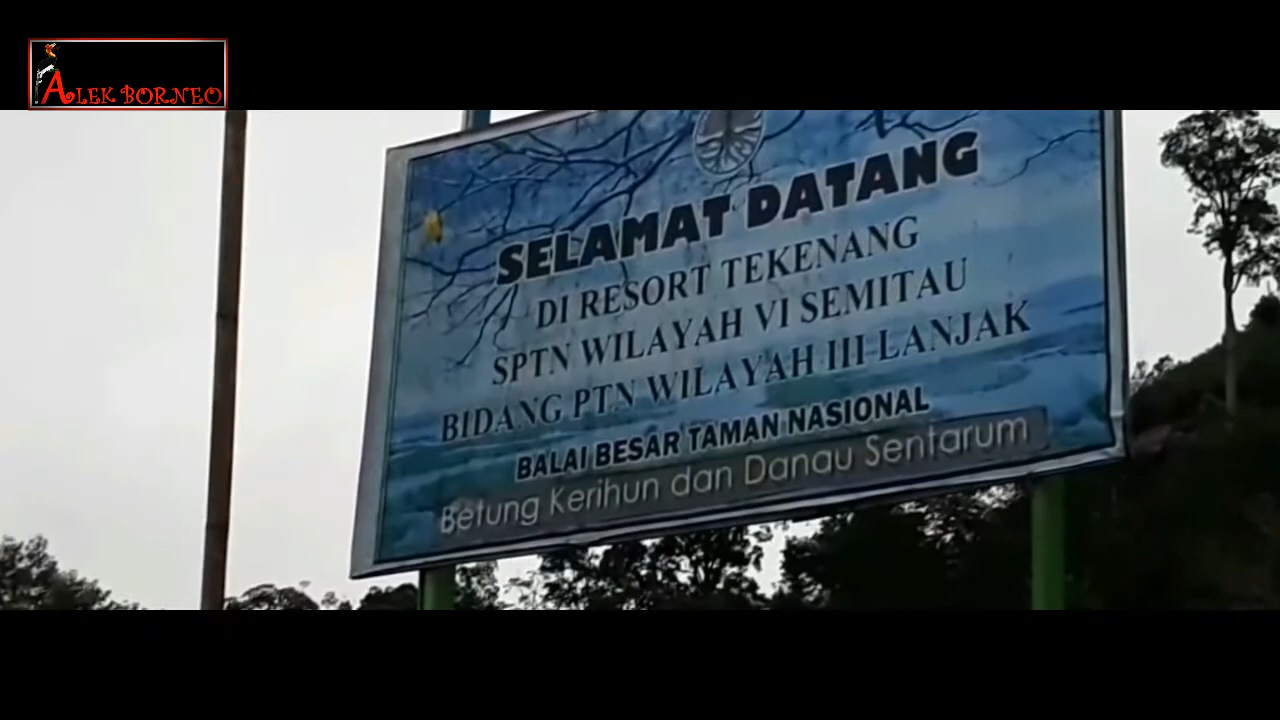 ALEK BORNEO
SELAMAT DATANG
DI RESORT TEKENANG
SPTN WILAYAH VI SEMITAU
BIDANG PTN WILAYAH III LANJAK
BALAI BESAR TAMAN NASIONAL
Betung Kerihun dan Danau Sentarum